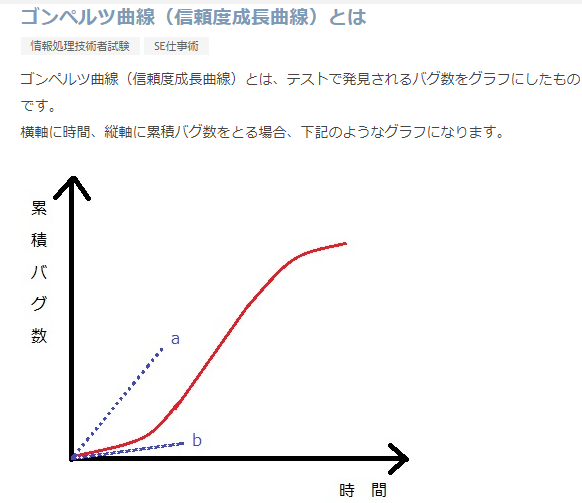 ゴンペルツ曲線（信頼度成長曲線）とは
情報処理技術者試験 SE仕事術
ゴンペルツ曲線（信頼度成長曲線）とは、テストで発見されるバグ数をグラフにしたもの
です。
横軸に時間、縦軸に累積バグ数をとる場合、下記のようなグラフになります。
累積バグ数
a
b
時 間